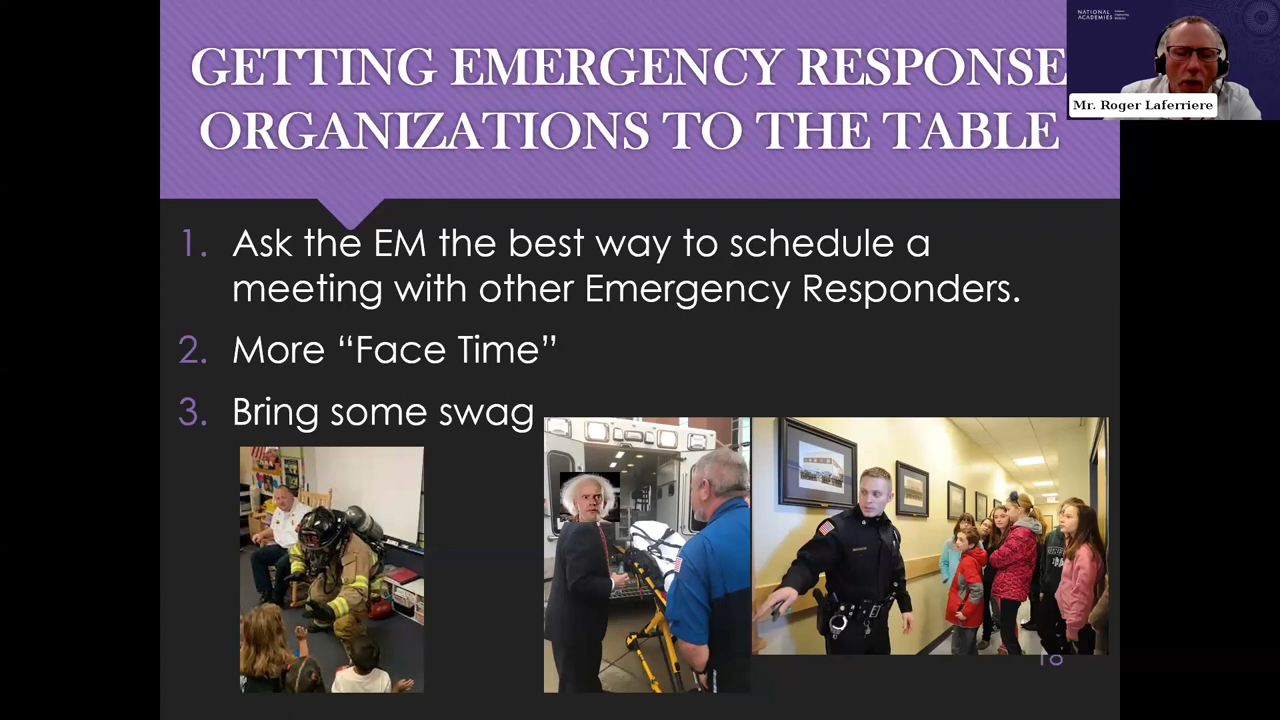 GETTING EMERGENCY RESPONSE
ORGANIZATIONS TO THE TABLE
NATIONAL
ACADEMIES
Mr. Roger Laferriere
1. Ask the EM the best way to schedule a
meeting with other Emergency Responders.
2. More “Face Time”
3. Bring some swag